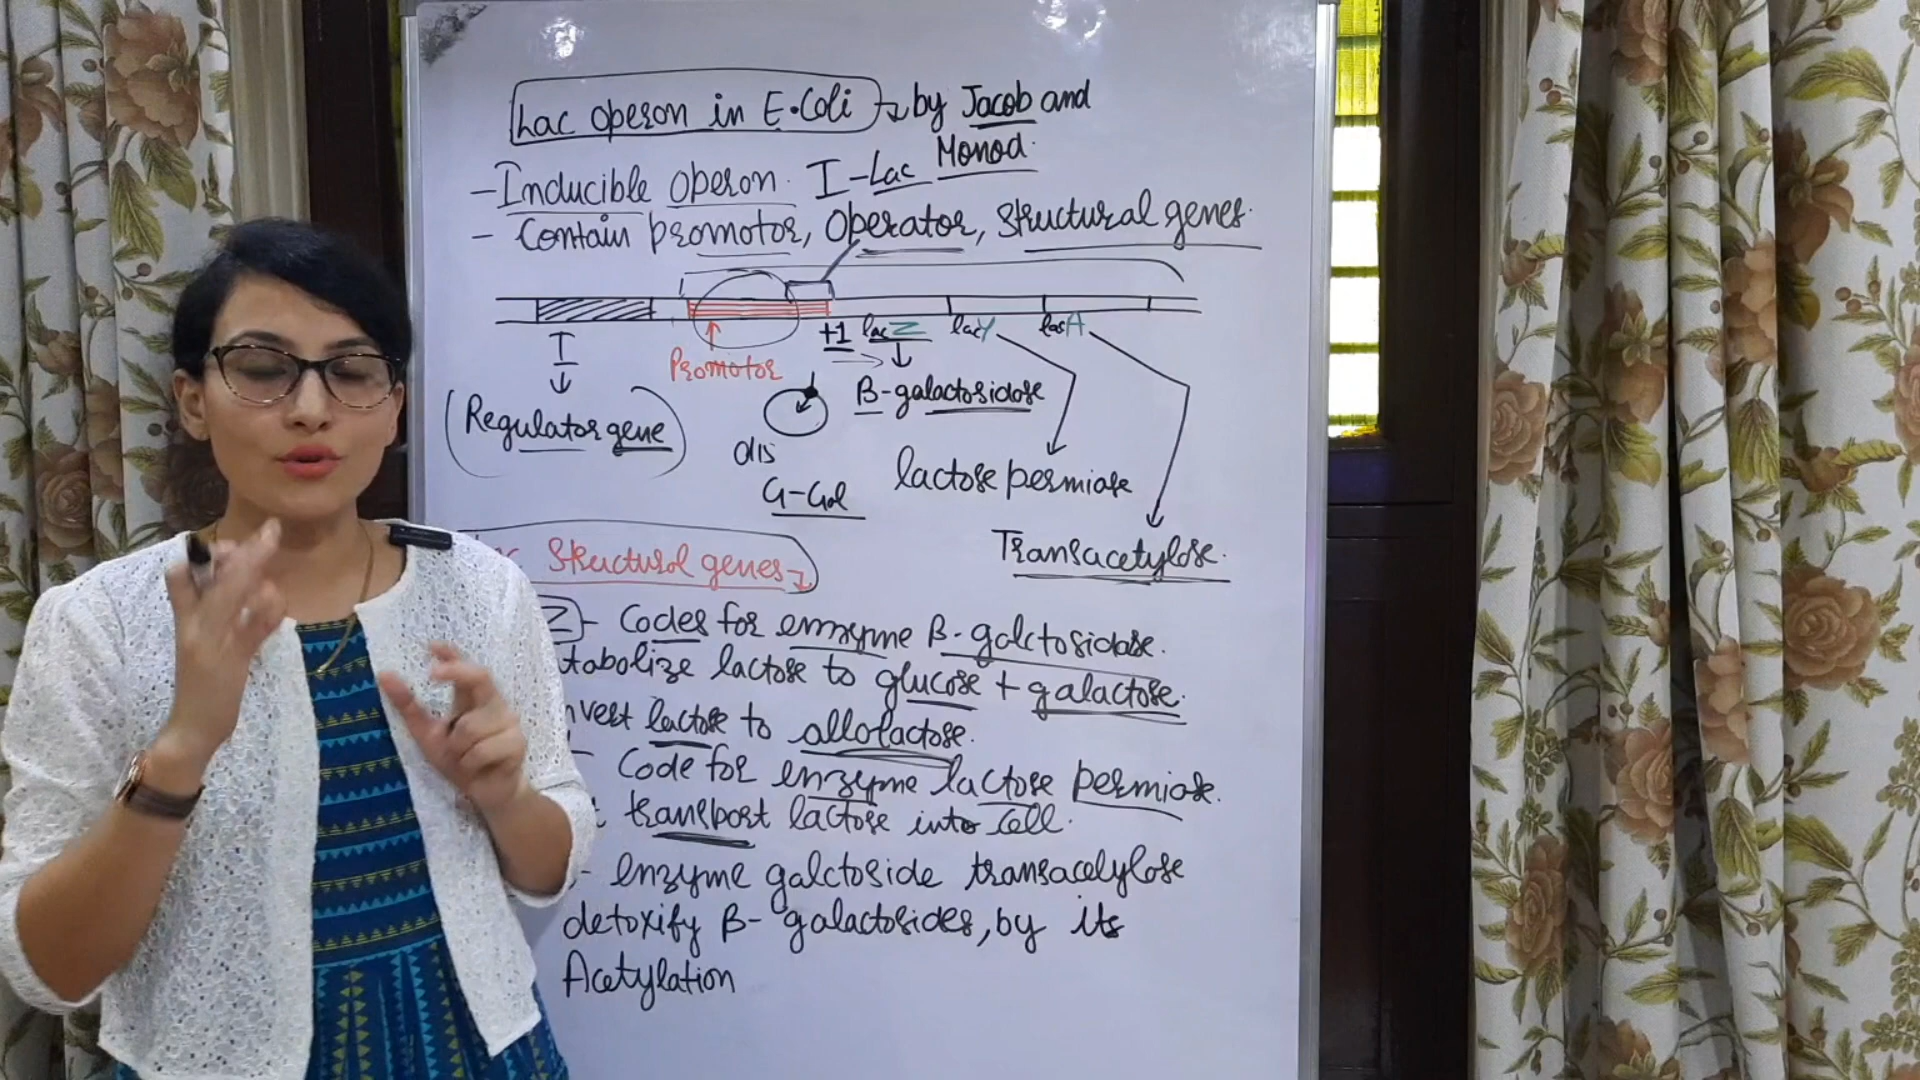 Lac operon in E.Coli by Jacob and
Monod.
- Inducible operon. I-Lac
- Contain promotor, Operator, Structural genes.
+1 lacZ lacY lacA
I
Promotor
β-galactosidase
Regulator gene
dis
lactose permiase
G-Gal
Transacetylase.
Structural genes
Z - Codes for enzyme β-galctosidase.
tabolize lactose to glucose + galactose.
nvert lactose to allolactose.
- Code for enzyme lactose permiase.
t transport lactose into cell.
- enzyme galctoside transacelylase
detoxify β-galactosides, by its
Acetylation